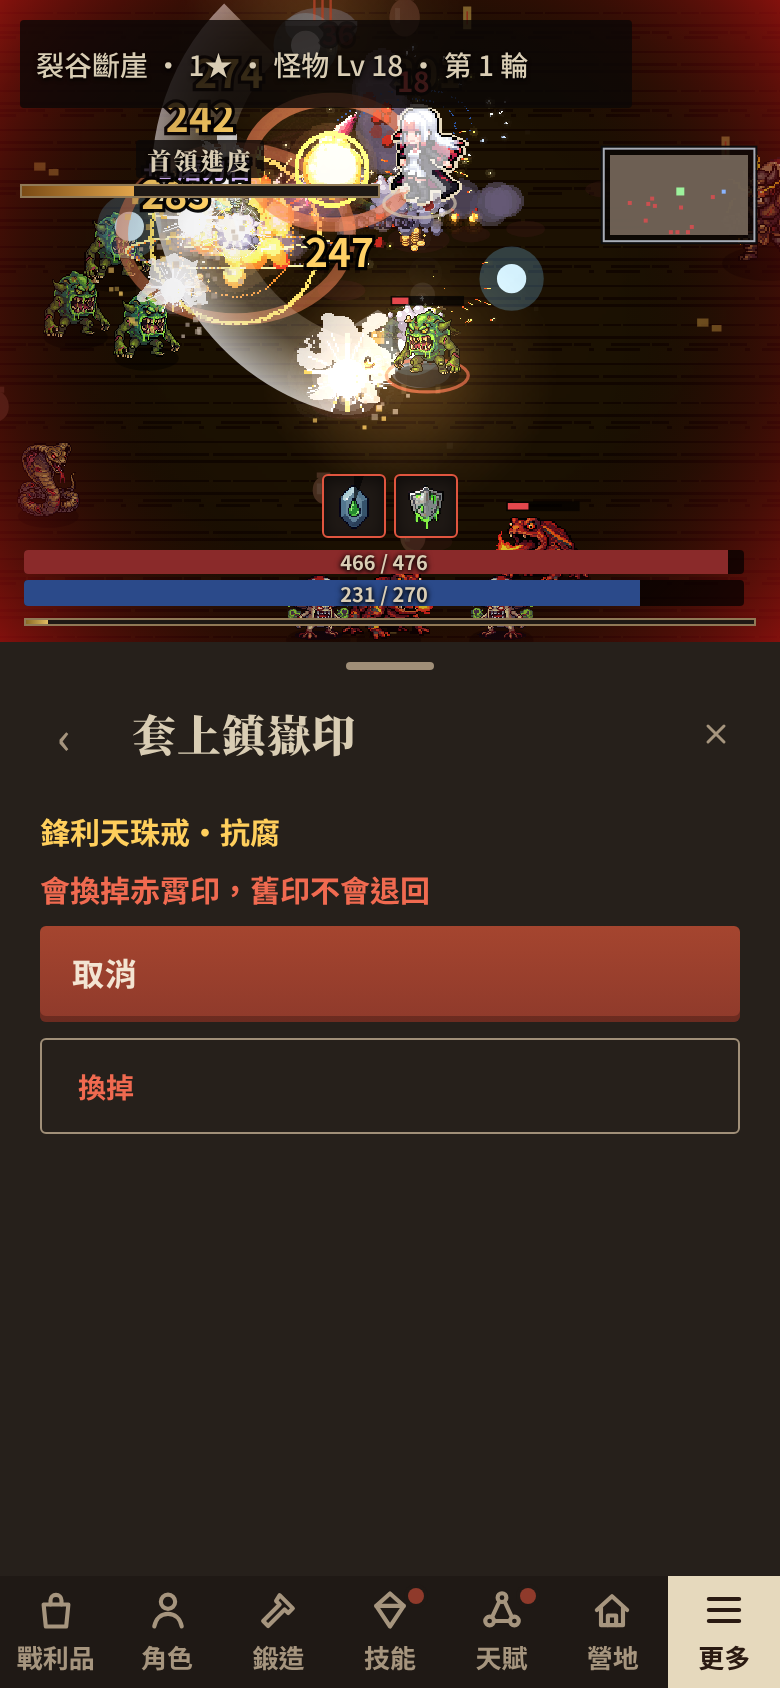 裂谷斷崖 · 1★ · 怪物 Lv 18 · 第 1 輪
274
18
242
首領進度
283
247
466 / 476
231 / 270
‹ 套上鎮嶽印 ×
鋒利天珠戒·抗腐
會換掉赤霄印，舊印不會退回
取消
換掉
戰利品 角色 鍛造 技能 天賦 營地 更多